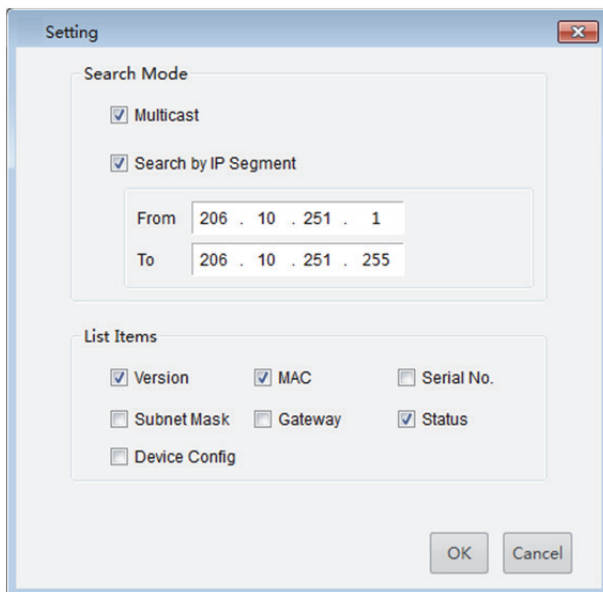 Setting
Search Mode
Multicast
Search by IP Segment
From 206 . 10 . 251 . 1
To 206 . 10 . 251 . 255
List Items
Version MAC Serial No.
Subnet Mask Gateway Status
Device Config
OK Cancel